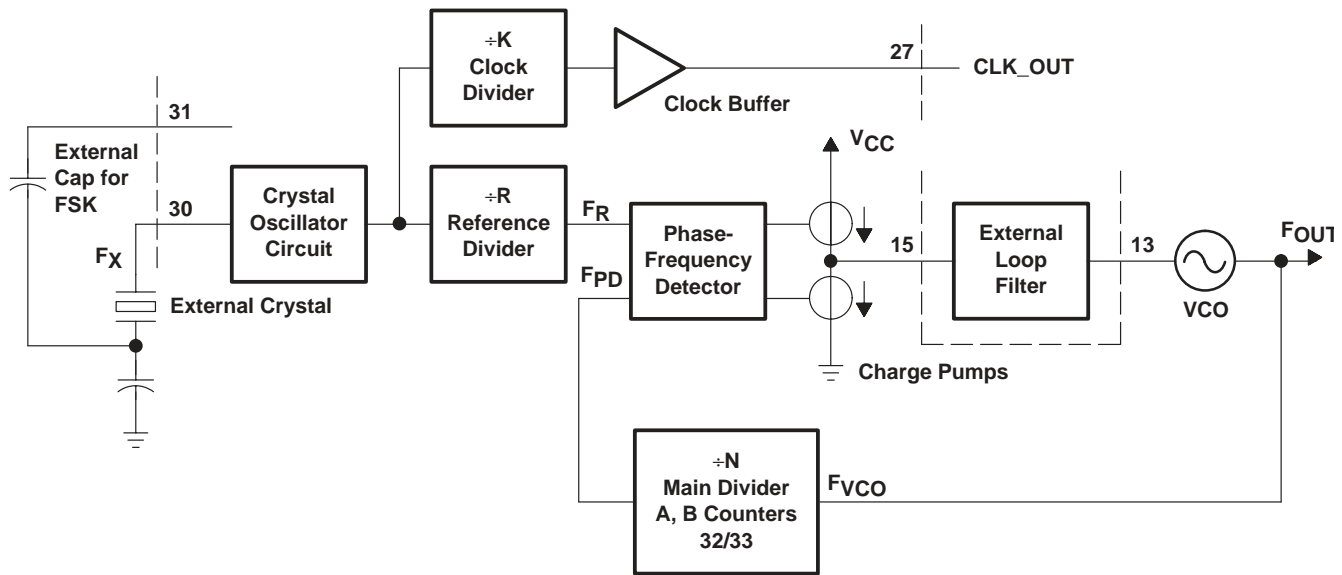 ÷K
Clock
Divider
27
CLK_OUT
Clock Buffer
31
External
Cap for
FSK
30
FX
External Crystal
Crystal
Oscillator
Circuit
÷R
Reference
Divider
FR
FPD
Phase-
Frequency
Detector
VCC
Charge Pumps
15
External
Loop
Filter
13
VCO
FOUT
÷N
Main Divider
A, B Counters
32/33
FVCO